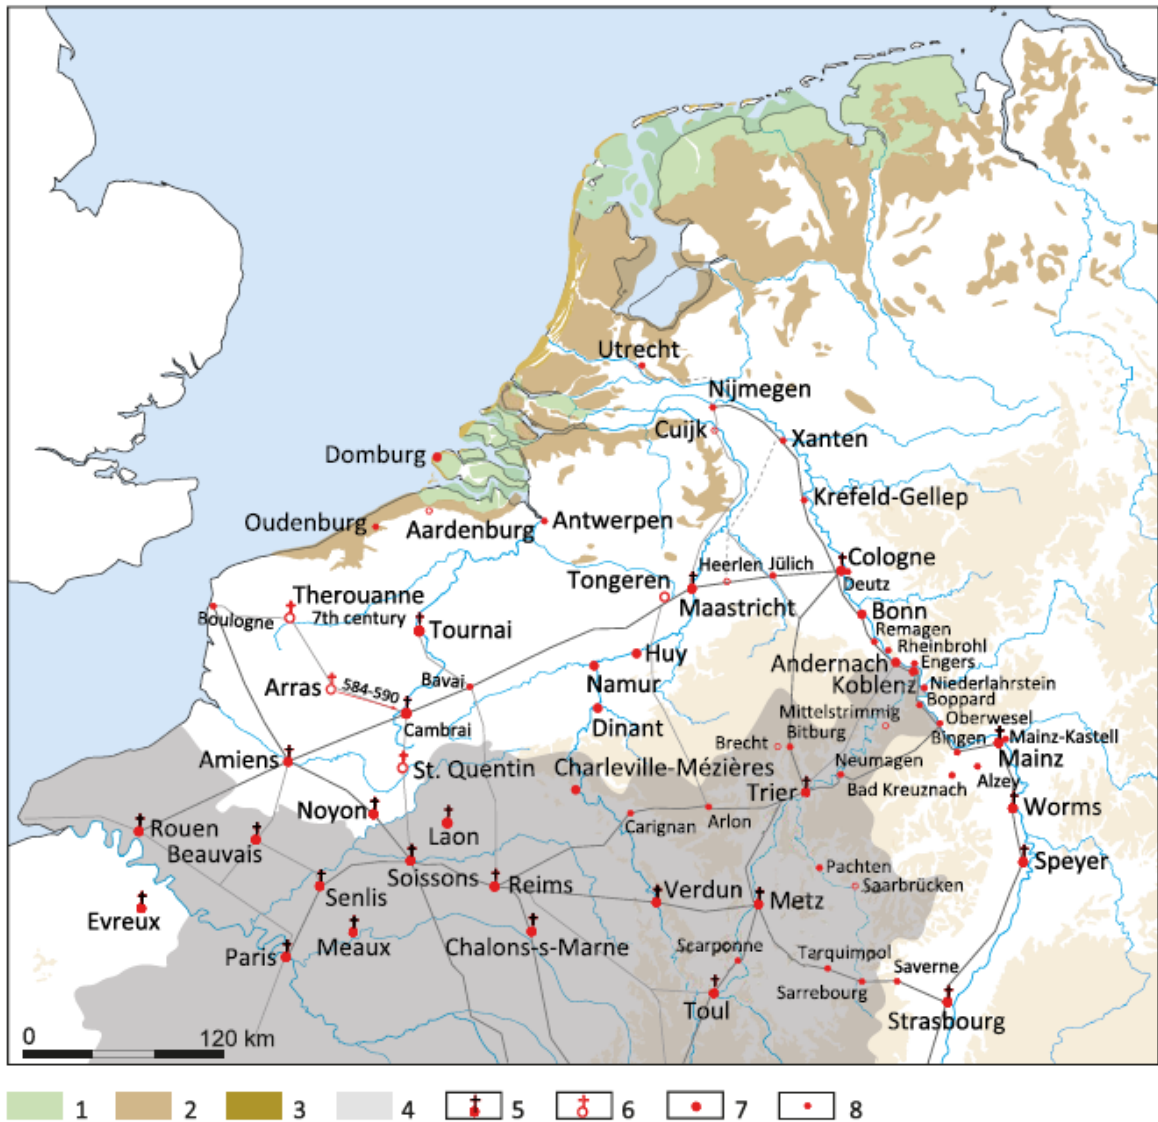 Utrecht
Nijmegen
Cuijk
Xanten
Domburg
Krefeld-Gellep
Oudenburg
Aardenburg
Antwerpen
Cologne
Heerlen
Jülich
Deutz
Tongeren
Maastricht
Therouanne
7th century
Boulogne
Tournai
Bonn
Remagen
Rheinbrohl
Huy
Andernach
Engers
Koblenz
Niederlahrstein
Arras
584-590
Bavai
Namur
Boppard
Dinant
Mittelstrimmig
Oberwesel
Cambrai
Bitburg
Brecht
Bingen
Mainz-Kastell
Mainz
Amiens
St. Quentin
Charleville-Mézières
Neumagen
Trier
Bad Kreuznach
Alzey
Noyon
Laon
Carignan
Arlon
Worms
Rouen
Beauvais
Soissons
Reims
Pachten
Speyer
Senlis
Verdun
Metz
Saarbrücken
Evreux
Meaux
Chalons-s-Marne
Paris
Scarponne
Tarquimpol
Saverne
Sarrebourg
Toul
Strasbourg
0 120 km
1 2 3 4 5 6 7 8